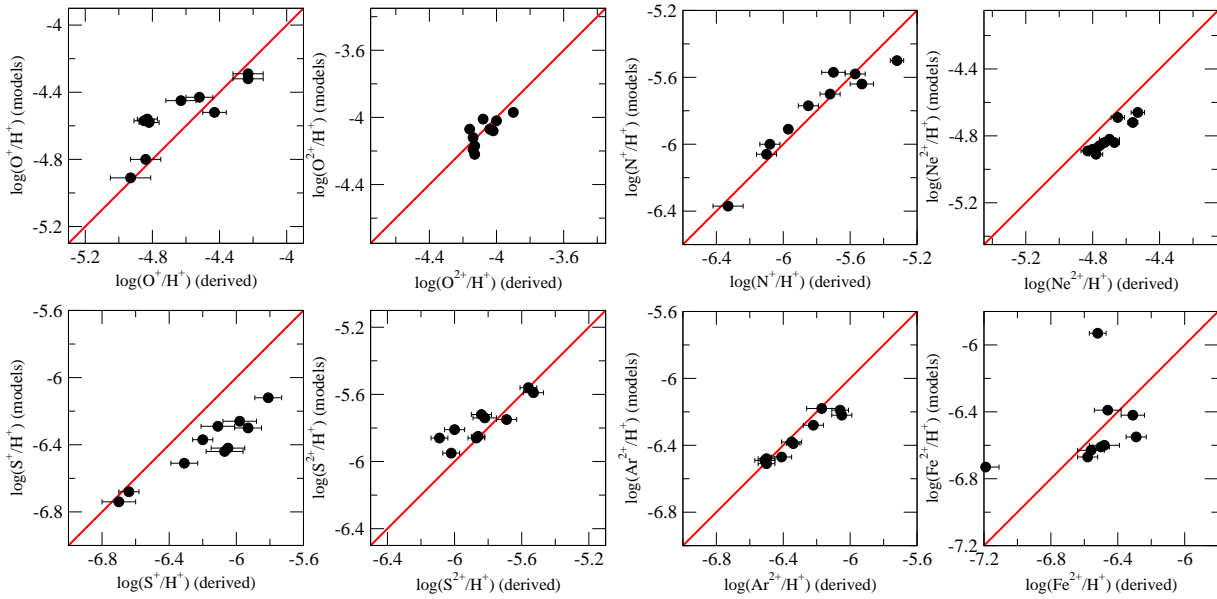 -4
-4.4
-4.8
-5.2
log(O⁺/H⁺) (models)
-5.2 -4.8 -4.4 -4
log(O⁺/H⁺) (derived)
-3.6
-4
-4.4
log(O²⁺/H⁺) (models)
-4.4 -4 -3.6
log(O²⁺/H⁺) (derived)
-5.2
-5.6
-6
-6.4
log(N⁺/H⁺) (models)
-6.4 -6 -5.6 -5.2
log(N⁺/H⁺) (derived)
-4.4
-4.8
-5.2
log(Ne²⁺/H⁺) (models)
-5.2 -4.8 -4.4
log(Ne²⁺/H⁺) (derived)
-5.6
-6
-6.4
-6.8
log(S⁺/H⁺) (models)
-6.8 -6.4 -6 -5.6
log(S⁺/H⁺) (derived)
-5.2
-5.6
-6
-6.4
log(S²⁺/H⁺) (models)
-6.4 -6 -5.6 -5.2
log(S²⁺/H⁺) (derived)
-5.6
-6
-6.4
-6.8
log(Ar²⁺/H⁺) (models)
-6.8 -6.4 -6 -5.6
log(Ar²⁺/H⁺) (derived)
-6
-6.4
-6.8
-7.2
log(Fe²⁺/H⁺) (models)
-7.2 -6.8 -6.4 -6
log(Fe²⁺/H⁺) (derived)